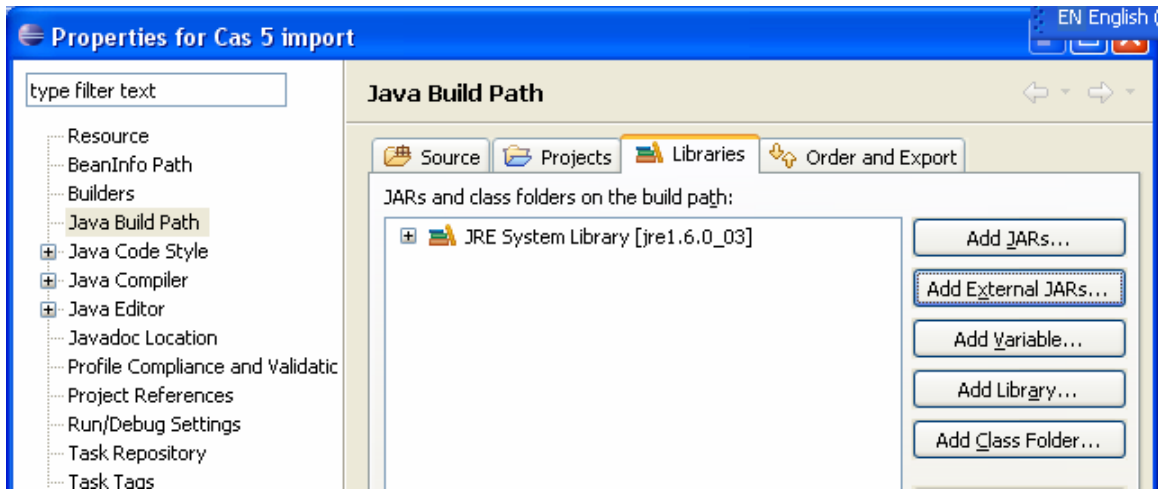 EN English (
Properties for Cas 5 import
type filter text
Resource
BeanInfo Path
Builders
Java Build Path
Java Code Style
Java Compiler
Java Editor
Javadoc Location
Profile Compliance and Validatic
Project References
Run/Debug Settings
Task Repository
Task Tags
Java Build Path
Source Projects Libraries Order and Export
JARs and class folders on the build path:
JRE System Library [jre1.6.0_03]
Add JARs...
Add External JARs...
Add Variable...
Add Library...
Add Class Folder...